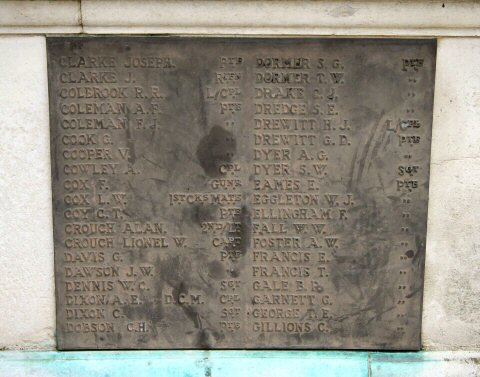 CLARKE JOSEPH. PTE
CLARKE J. RFN
COLBROOK R.R. L/CPL
COLEMAN A.F. PTE
COLEMAN F.J. "
COOK G. "
COOPER V. "
COWLEY A. CPL
COX F. GUNR
COX L.W. 1ST CKS MATE
COY C.T. PTE
CROUCH ALAN. 2ND/LT
CROUCH LIONEL W. CAPT
DAVIS G. PTE
DAWSON J.W. "
DENNIS W.C. SGT
DIXON A.E. D.C.M. CPL
DIXON C. SGT
DOBSON C.H. PTE
DORMER S.G. PTE
DORMER T.W. "
DRAKE C.J. "
DREDGE S.E. "
DREWITT H.J. L/CPL
DREWITT G.D. PTE
DYER A.G. "
DYER S.W. SGT
EAMES E. PTE
EGGLETON W.J. "
ELLINGHAM F. "
FALL W.W. "
FOSTER A.W. "
FRANCIS E. "
FRANCIS T. "
GALE B.P. "
GARNETT G. "
GEORGE T.E. "
GILLIONS C. "